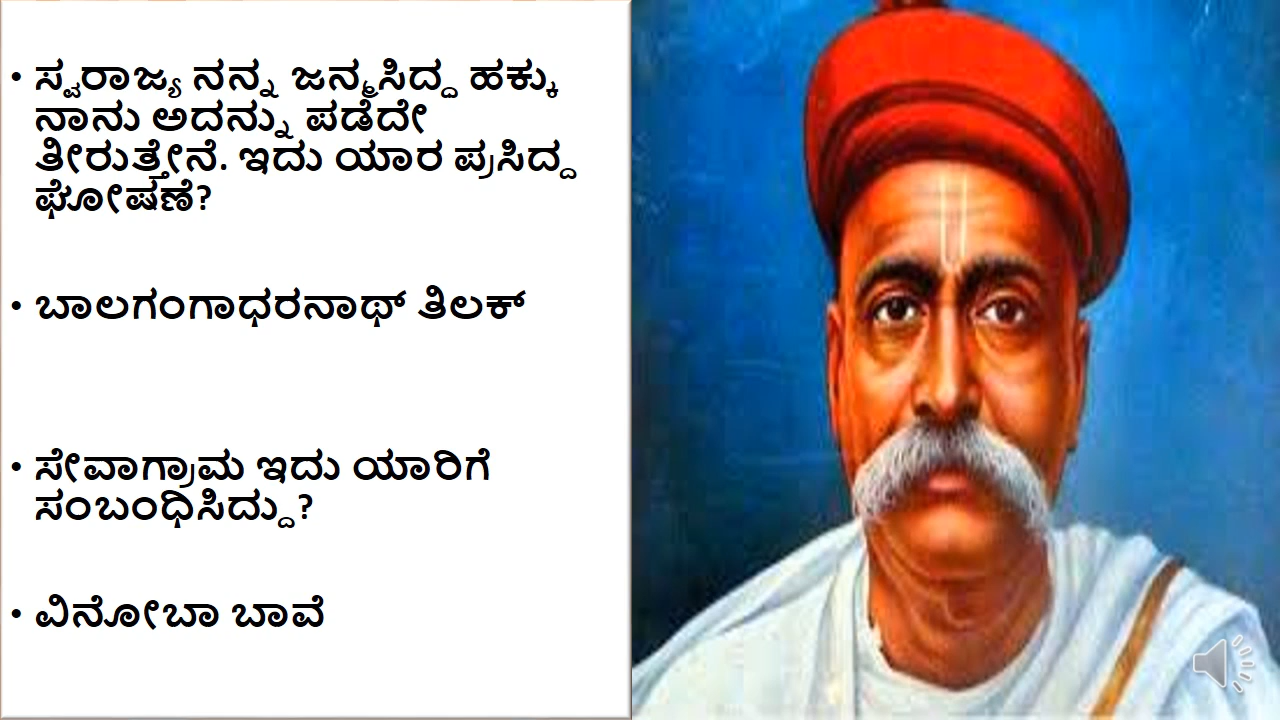 • ಸ್ವರಾಜ್ಯ ನನ್ನ ಜನ್ಮಸಿದ್ದ ಹಕ್ಕು
ನಾನು ಅದನ್ನು ಪಡೆದೇ
ತೀರುತ್ತೇನೆ. ಇದು ಯಾರ ಪ್ರಸಿದ್ದ
ಘೋಷಣೆ?
• ಬಾಲಗಂಗಾಧರನಾಥ್ ತಿಲಕ್
• ಸೇವಾಗ್ರಾಮ ಇದು ಯಾರಿಗೆ
ಸಂಬಂಧಿಸಿದ್ದು?
• ವಿನೋಬಾ ಬಾವೆ